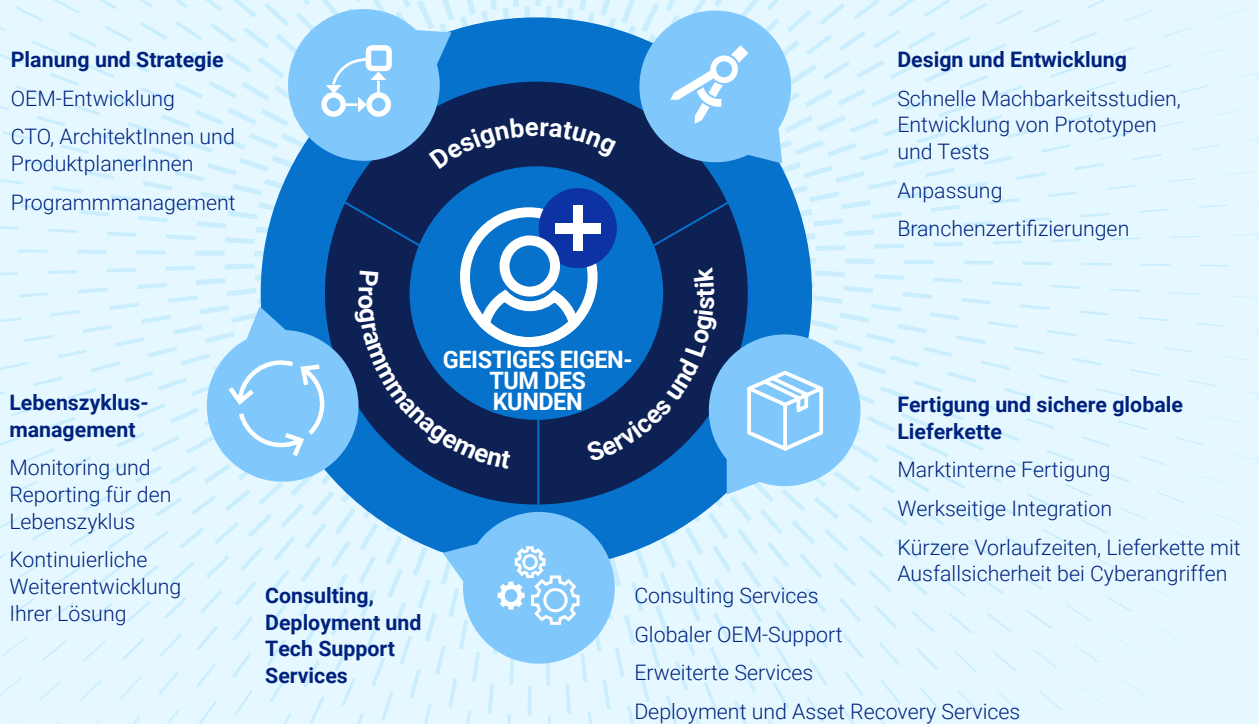 Planung und Strategie
OEM-Entwicklung
CTO, ArchitektInnen und
ProduktplanerInnen
Programmmanagement
Design und Entwicklung
Schnelle Machbarkeitsstudien,
Entwicklung von Prototypen
und Tests
Anpassung
Branchenzertifizierungen
Designberatung
Programmmanagement
Services und Logistik
GEISTIGES EIGEN-
TUM DES
KUNDEN
Lebenszyklus-
management
Monitoring und
Reporting für den
Lebenszyklus
Kontinuierliche
Weiterentwicklung
Ihrer Lösung
Fertigung und sichere globale
Lieferkette
Marktinterne Fertigung
Werkseitige Integration
Kürzere Vorlaufzeiten, Lieferkette mit
Ausfallsicherheit bei Cyberangriffen
Consulting,
Deployment und
Tech Support
Services
Consulting Services
Globaler OEM-Support
Erweiterte Services
Deployment und Asset Recovery Services